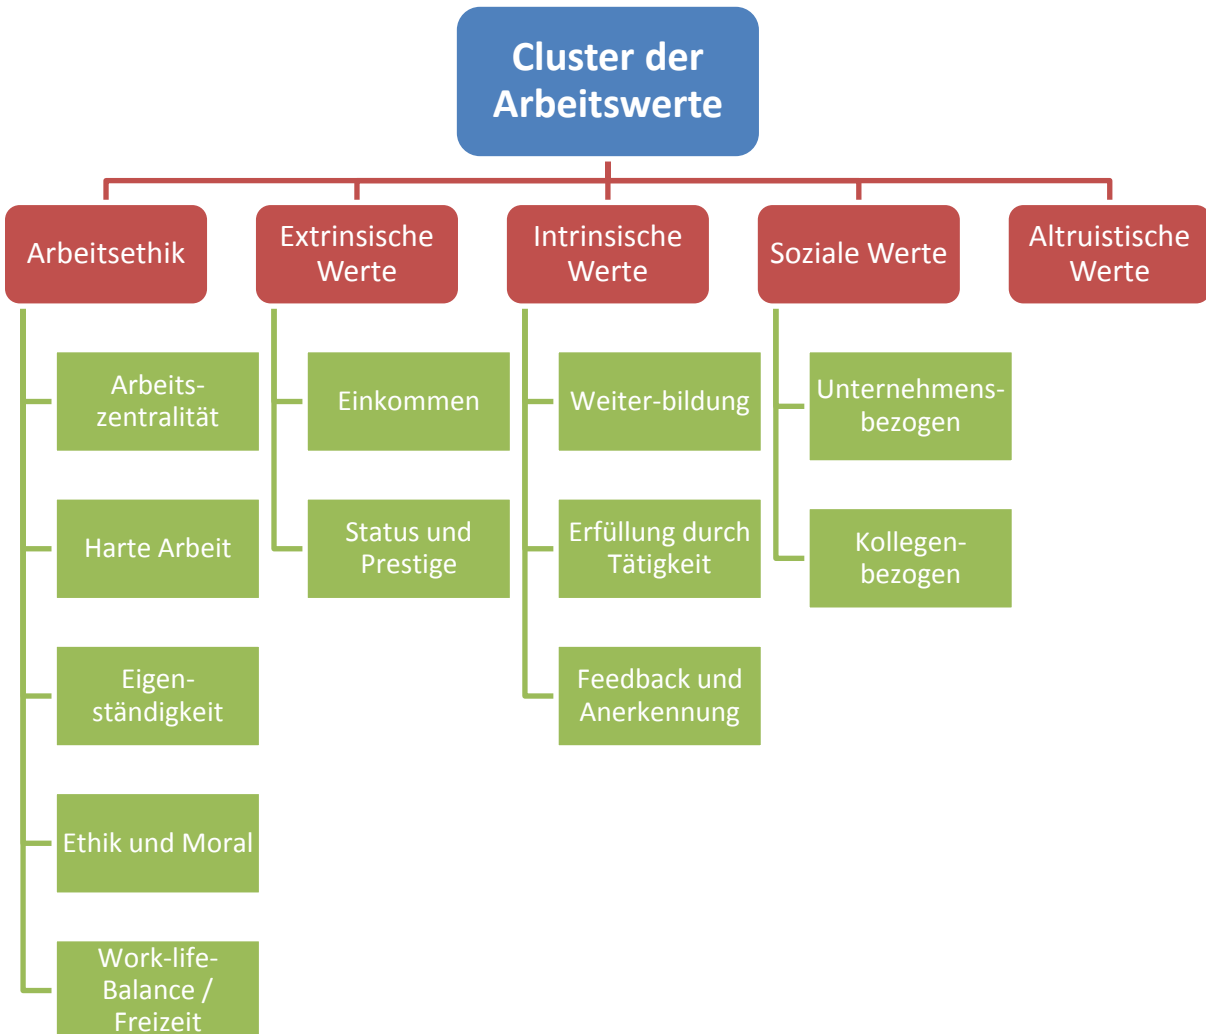 Cluster der
Arbeitswerte
Arbeitsethik
Extrinsische
Werte
Intrinsische
Werte
Soziale Werte
Altruistische
Werte
Arbeits-
zentralität
Einkommen
Weiter-bildung
Unternehmens-
bezogen
Harte Arbeit
Status und
Prestige
Erfüllung durch
Tätigkeit
Kollegen-
bezogen
Eigen-
ständigkeit
Feedback und
Anerkennung
Ethik und Moral
Work-life-
Balance /
Freizeit